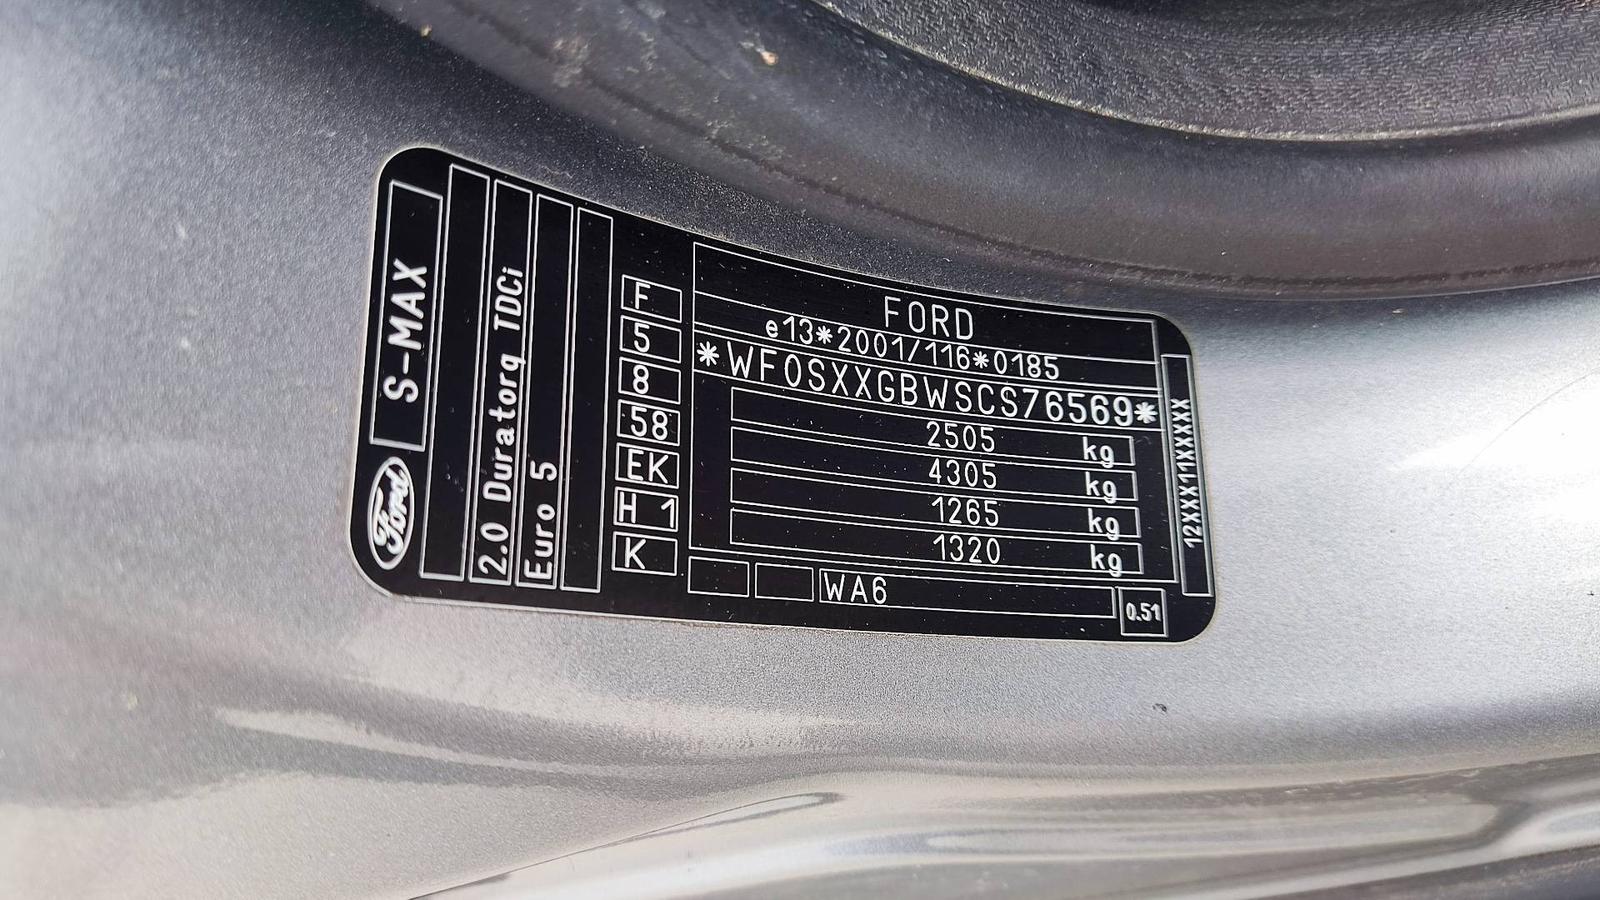 Ford
S-MAX
2.0 Duratorq TDCi
Euro 5
F
5
8
58
EK
H 1
K
FORD
e13*2001/116*0185
*WF0SXXGBWSCS76569*
2505 kg
4305 kg
1265 kg
1320 kg
WA6
0.51
12XXX11XXXXX